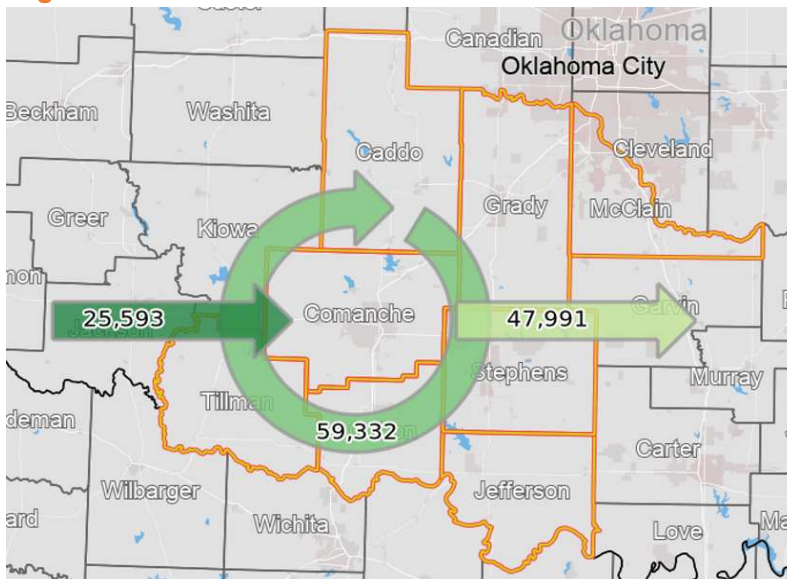 Canadian
Oklahoma
Oklahoma City
Washita
Beckham
Caddo
Cleveland
Greer
Kiowa
Grady
McClain
25,593
Comanche
47,991
Garvin
Jackson
Stephens
Murray
Tillman
59,332
Carter
Wilbarger
Jefferson
Wichita
Love